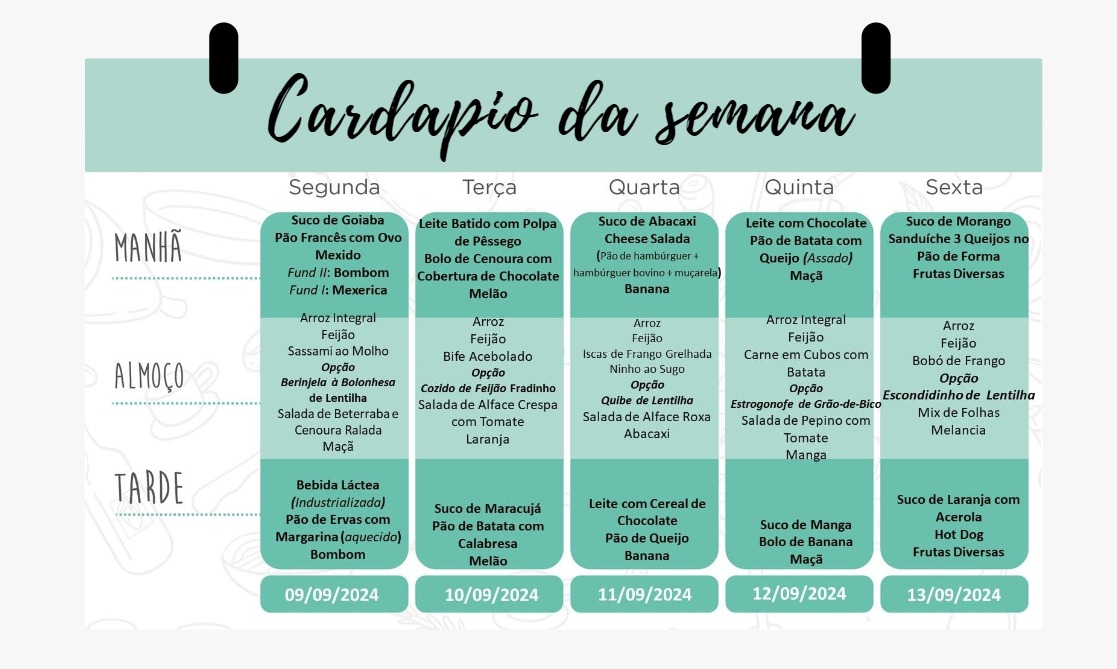 Cardapio da semana
Segunda
Terça
Quarta
Quinta
Sexta
MANHÃ
Suco de Goiaba
Pão Francês com Ovo
Mexido
Fund II: Bombom
Fund I: Mexerica
Leite Batido com Polpa
de Pêssego
Bolo de Cenoura com
Cobertura de Chocolate
Melão
Suco de Abacaxi
Cheese Salada
(Pão de hambúrguer +
hambúrguer bovino + muçarela)
Banana
Leite com Chocolate
Pão de Batata com
Queijo (Assado)
Maçã
Suco de Morango
Sanduíche 3 Queijos no
Pão de Forma
Frutas Diversas
ALMOÇO
Arroz Integral
Feijão
Sassami ao Molho
Opção
Berinjela à Bolonhesa
de Lentilha
Salada de Beterraba e
Cenoura Ralada
Maçã
Arroz
Feijão
Bife Acebolado
Opção
Cozido de Feijão Fradinho
Salada de Alface Crespa
com Tomate
Laranja
Arroz
Feijão
Iscas de Frango Grelhada
Ninho ao Sugo
Opção
Quibe de Lentilha
Salada de Alface Roxa
Abacaxi
Arroz Integral
Feijão
Carne em Cubos com
Batata
Opção
Estrogonofe de Grão-de-Bico
Salada de Pepino com
Tomate
Manga
Arroz
Feijão
Bobó de Frango
Opção
Escondidinho de Lentilha
Mix de Folhas
Melancia
TARDE
Bebida Láctea
(Industrializada)
Pão de Ervas com
Margarina (aquecido)
Bombom
Suco de Maracujá
Pão de Batata com
Calabresa
Melão
Leite com Cereal de
Chocolate
Pão de Queijo
Banana
Suco de Manga
Bolo de Banana
Maçã
Suco de Laranja com
Acerola
Hot Dog
Frutas Diversas
09/09/2024
10/09/2024
11/09/2024
12/09/2024
13/09/2024